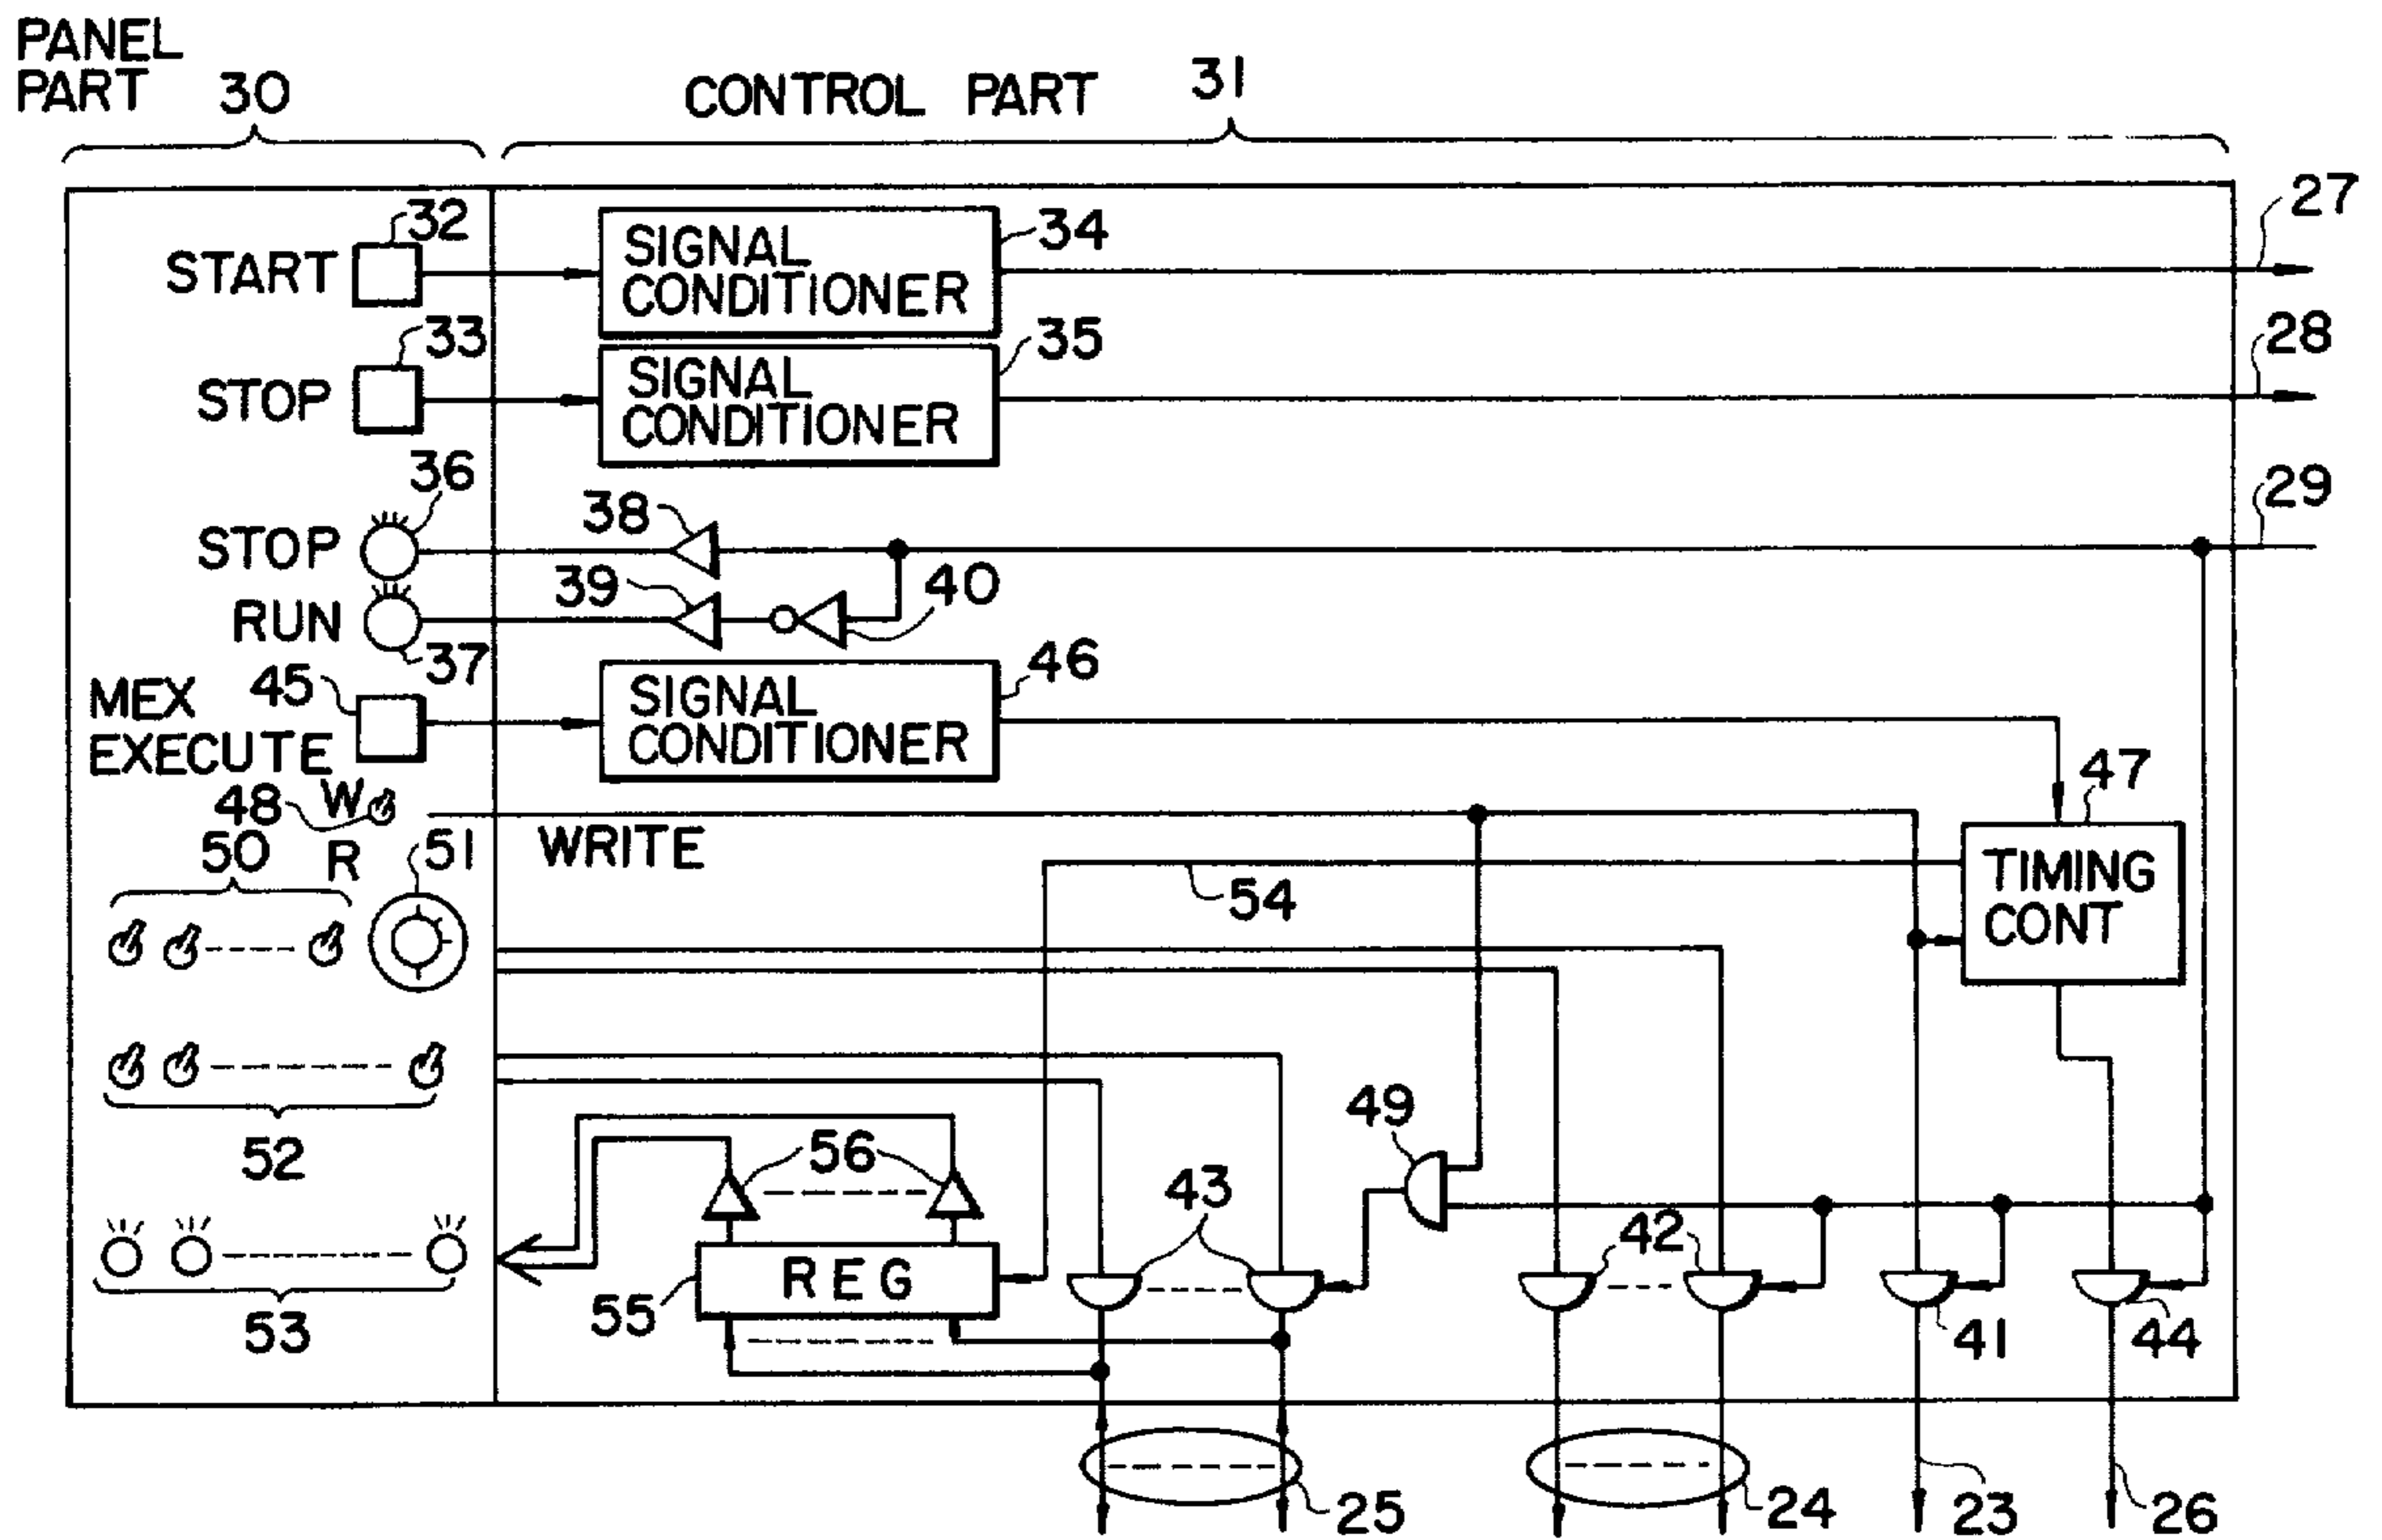 PANEL
PART 30
CONTROL PART 31
START 32
SIGNAL
CONDITIONER
34
27
STOP 33
SIGNAL
CONDITIONER
35
28
STOP 36
38
29
RUN 37
39
40
MEX
EXECUTE
45
SIGNAL
CONDITIONER
46
47
48 W
R
WRITE
50
51
54
TIMING
CONT
52
49
56
43
42
53
55
REG
41
44
25
24
23
26